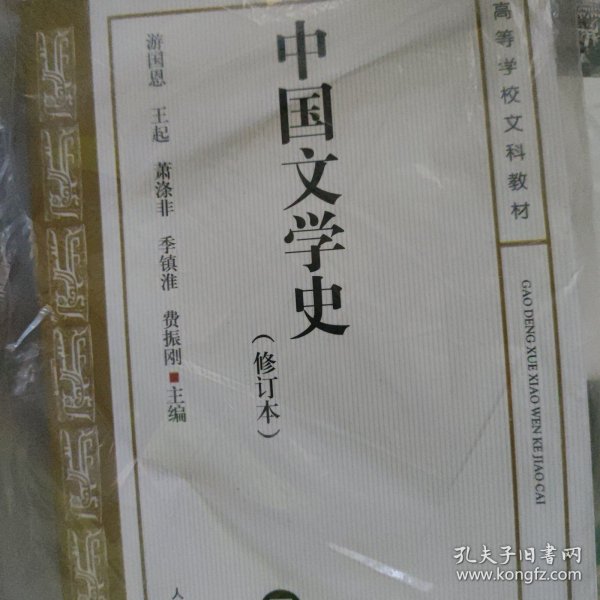 高等学校文科教材
GAO DENG XUE XIAO WEN KE JIAO CAI
中国文学史
(修订本)
游国恩 王起 萧涤非 季镇淮 费振刚 ■ 主编
人
孔夫子旧书网
www.kongfz.com